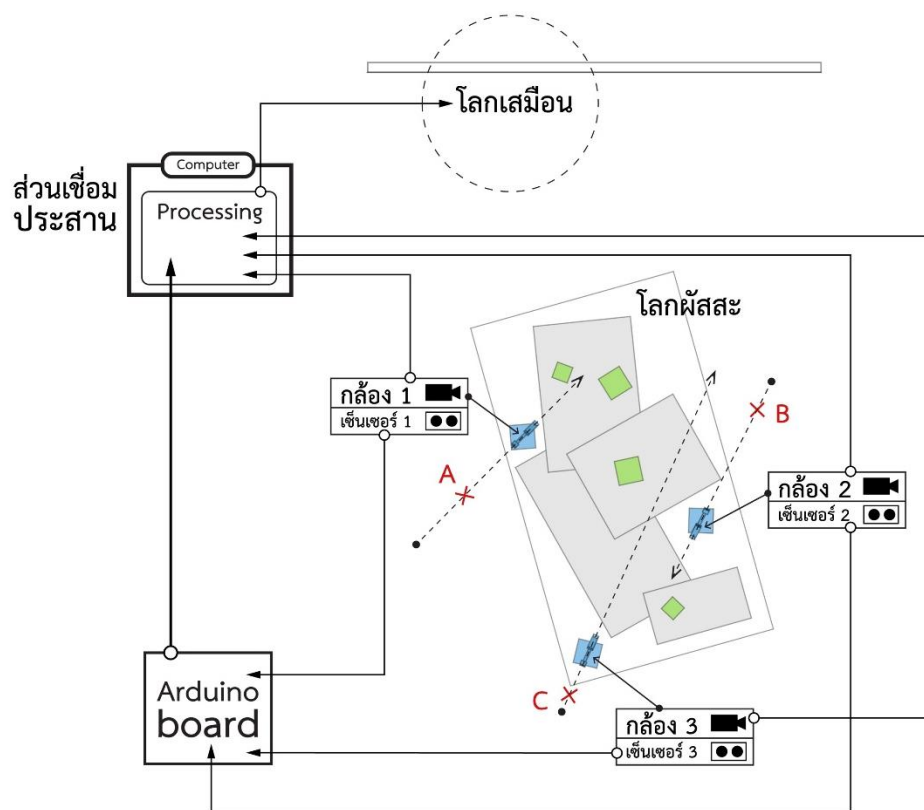 โลกเสมือน
Computer
ส่วนเชื่อม
ประสาน
Processing
โลกผัสสะ
กล้อง 1
เซ็นเซอร์ 1
A
B
กล้อง 2
เซ็นเซอร์ 2
Arduino
board
C
กล้อง 3
เซ็นเซอร์ 3